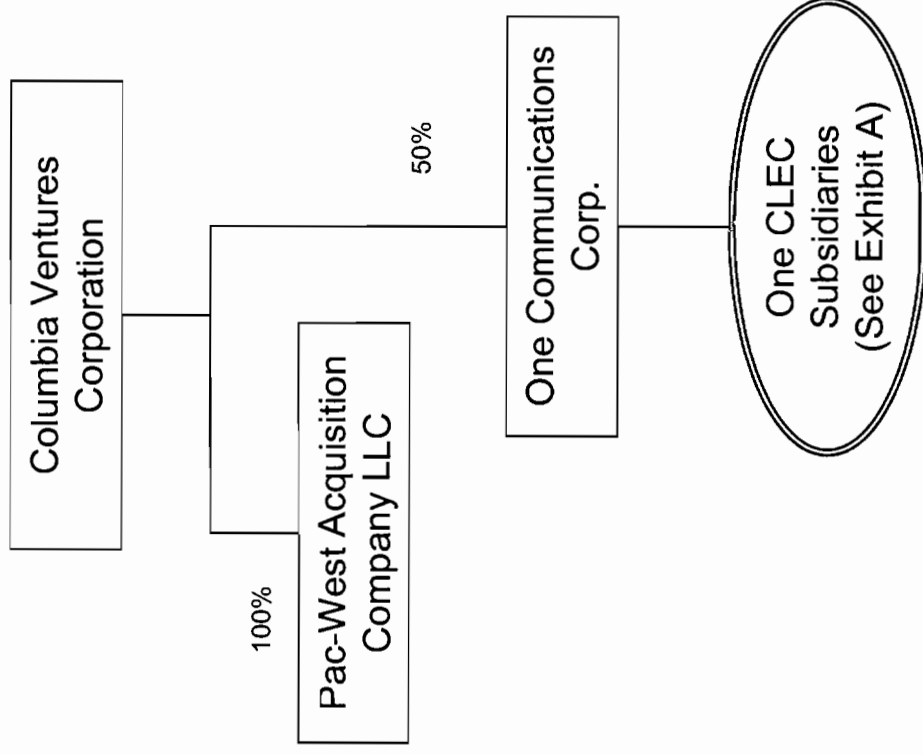 Columbia Ventures
Corporation
100%
50%
Pac-West Acquisition
Company LLC
One Communications
Corp.
One CLEC
Subsidiaries
(See Exhibit A)